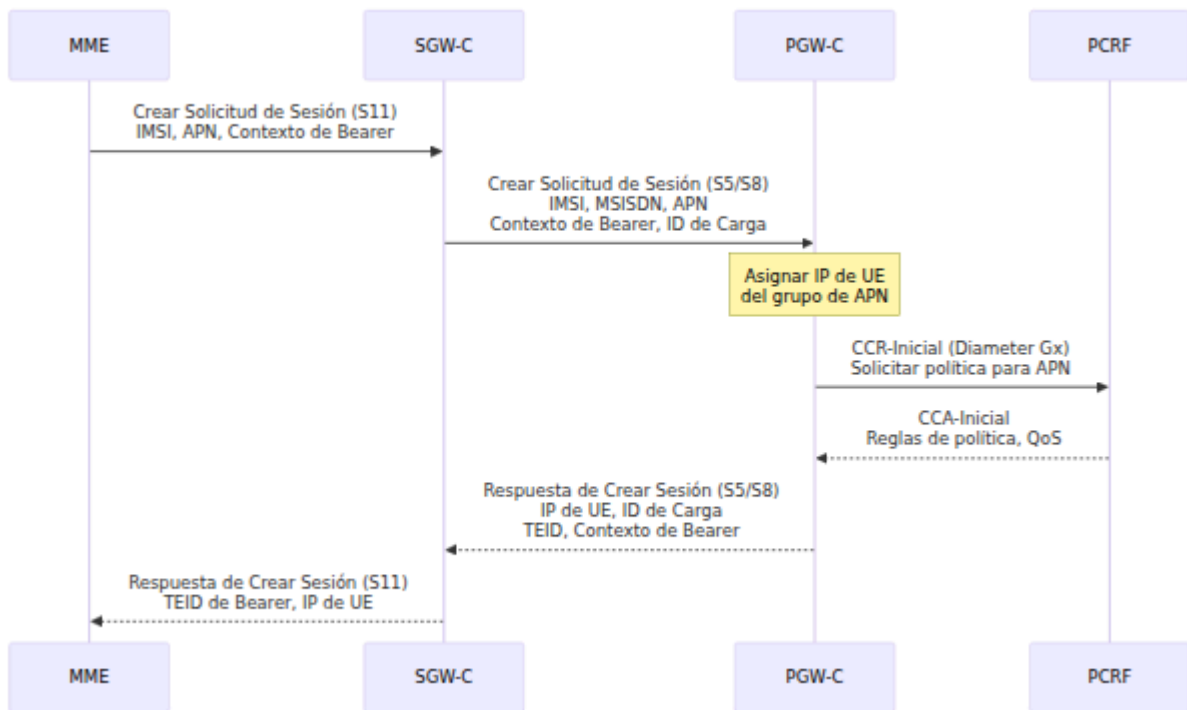 MME
SGW-C
PGW-C
PCRF
Crear Solicitud de Sesión (S11)
IMSI, APN, Contexto de Bearer
Crear Solicitud de Sesión (S5/S8)
IMSI, MSISDN, APN
Contexto de Bearer, ID de Carga
Asignar IP de UE
del grupo de APN
CCR-Inicial (Diameter Gx)
Solicitar política para APN
CCA-Inicial
Reglas de política, QoS
Respuesta de Crear Sesión (S5/S8)
IP de UE, ID de Carga
TEID, Contexto de Bearer
Respuesta de Crear Sesión (S11)
TEID de Bearer, IP de UE
MME
SGW-C
PGW-C
PCRF